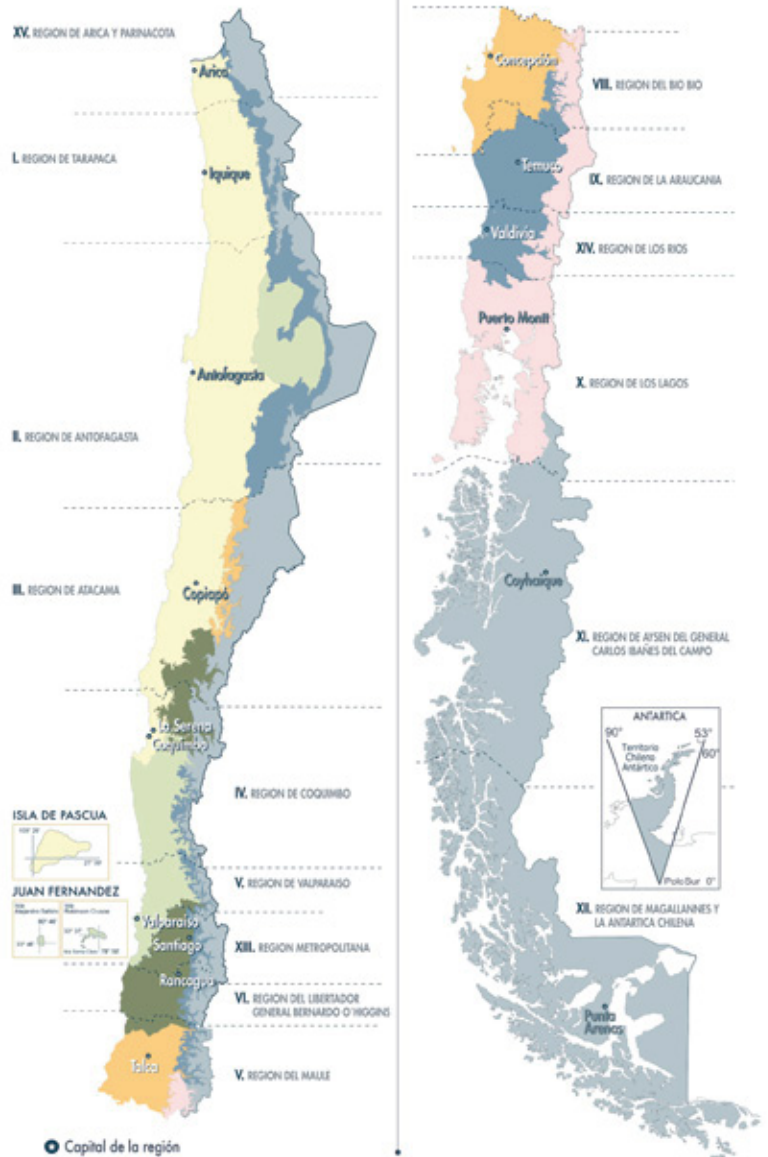 XV. REGION DE ARICA Y PARINACOTA
Arica
I. REGION DE TARAPACA
Iquique
Antofagasta
II. REGION DE ANTOFAGASTA
III. REGION DE ATACAMA
Copiapó
La Serena
Coquimbo
IV. REGION DE COQUIMBO
ISLA DE PASCUA
V. REGION DE VALPARAISO
JUAN FERNANDEZ
Valparaíso
Santiago
XIII. REGION METROPOLITANA
Rancagua
VI. REGION DEL LIBERTADOR
GENERAL BERNARDO O'HIGGINS
Talca
V. REGION DEL MAULE
Capital de la región
Concepción
VIII. REGION DEL BIO BIO
Temuco
IX. REGION DE LA ARAUCANIA
Valdivia
XIV. REGION DE LOS RIOS
Puerto Montt
X. REGION DE LOS LAGOS
Coyhaique
XI. REGION DE AYSEN DEL GENERAL
CARLOS IBAÑES DEL CAMPO
ANTARTICA
90° 53°
60°
Territorio
Chileno
Antártico
Polo Sur 0°
XII. REGION DE MAGALLANNES Y
LA ANTARTICA CHILENA
Punta
Arenas